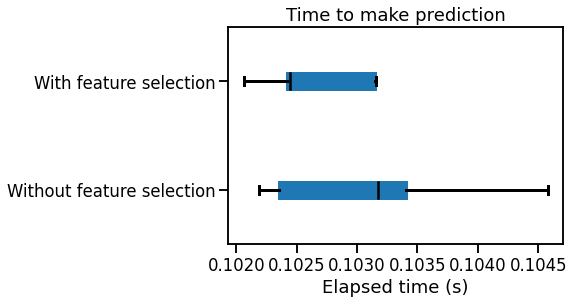 Time to make prediction
With feature selection
Without feature selection
0.1020 0.1025 0.1030 0.1035 0.1040 0.1045
Elapsed time (s)